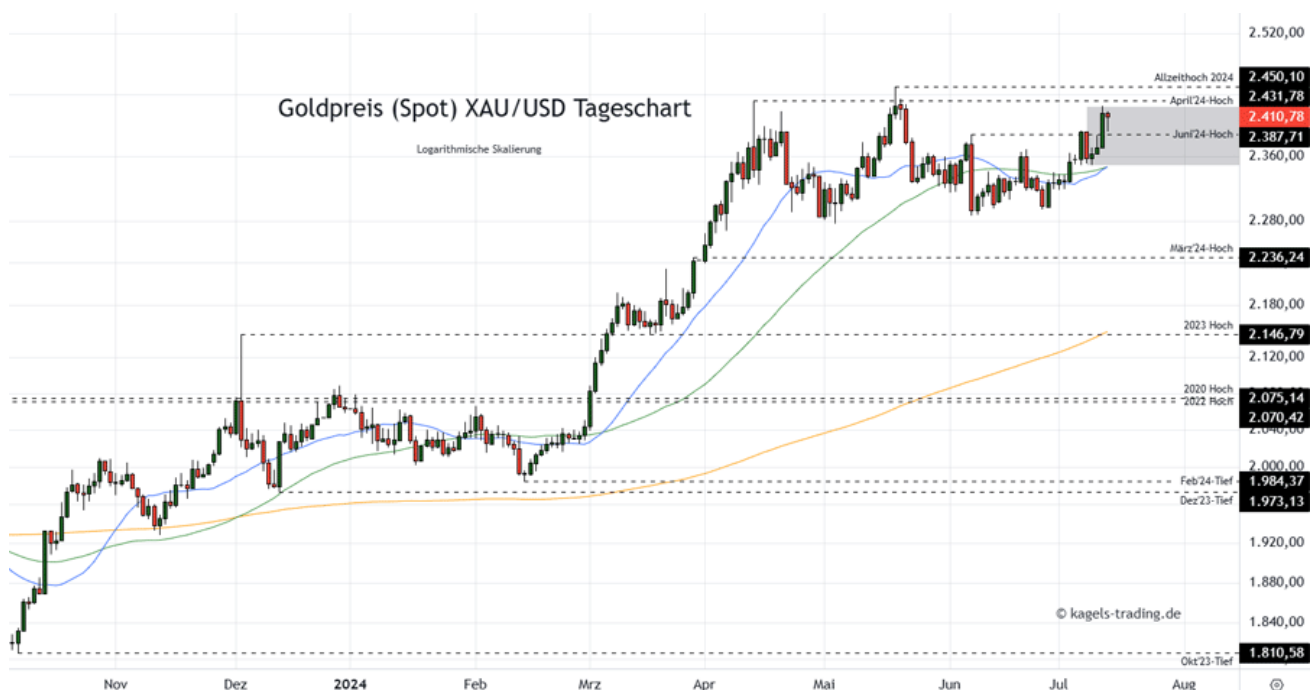 2.520,00
Allzeithoch 2024
2.450,10
2.431,78
April'24-Hoch
Goldpreis (Spot) XAU/USD Tageschart
2.410,78
Juni'24-Hoch
2.387,71
Logarithmische Skalierung
2.360,00
2.280,00
März'24-Hoch
2.236,24
2.180,00
2023 Hoch
2.146,79
2.120,00
2020 Hoch
2.075,14
2022 Hoch
2.070,42
2.040,00
2.000,00
Feb'24-Tief
1.984,37
Dez'23-Tief
1.973,13
1.920,00
1.880,00
© kagels-trading.de
1.840,00
1.810,58
Okt'23-Tief
Nov Dez 2024 Feb Mrz Apr Mai Jun Jul Aug